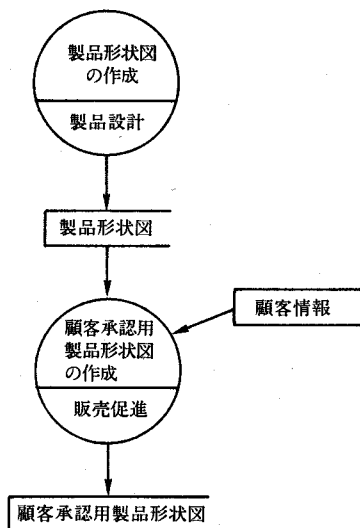 製品形状図
の作成
製品設計
製品形状図
顧客情報
顧客承認用
製品形状図
の作成
販売促進
顧客承認用製品形状図